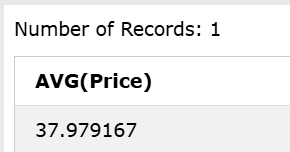 Number of Records: 1
AVG(Price)
37.979167